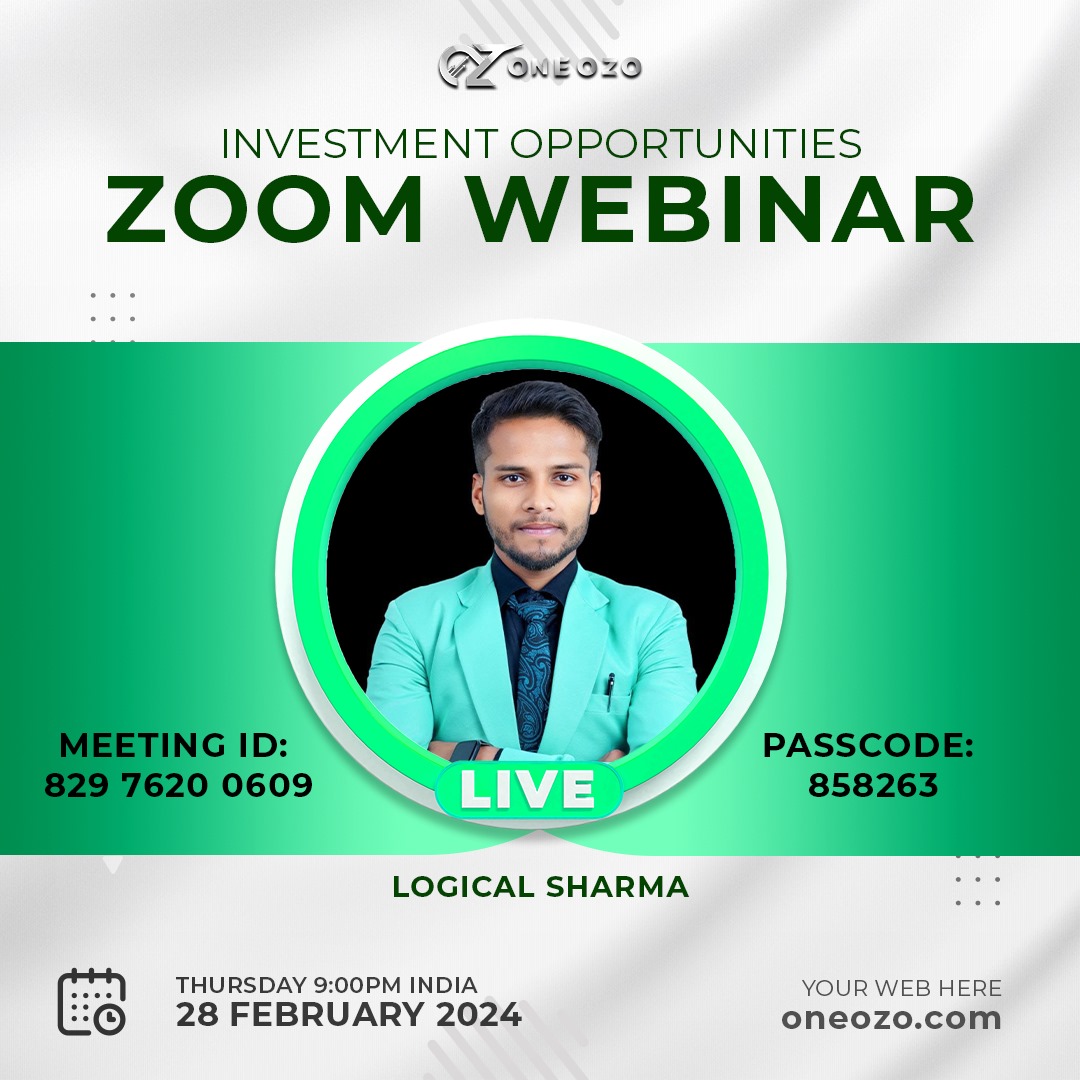 ONEOZO
INVESTMENT OPPORTUNITIES
ZOOM WEBINAR
MEETING ID:
829 7620 0609
PASSCODE:
858263
LIVE
LOGICAL SHARMA
THURSDAY 9:00PM INDIA
28 FEBRUARY 2024
YOUR WEB HERE
oneozo.com